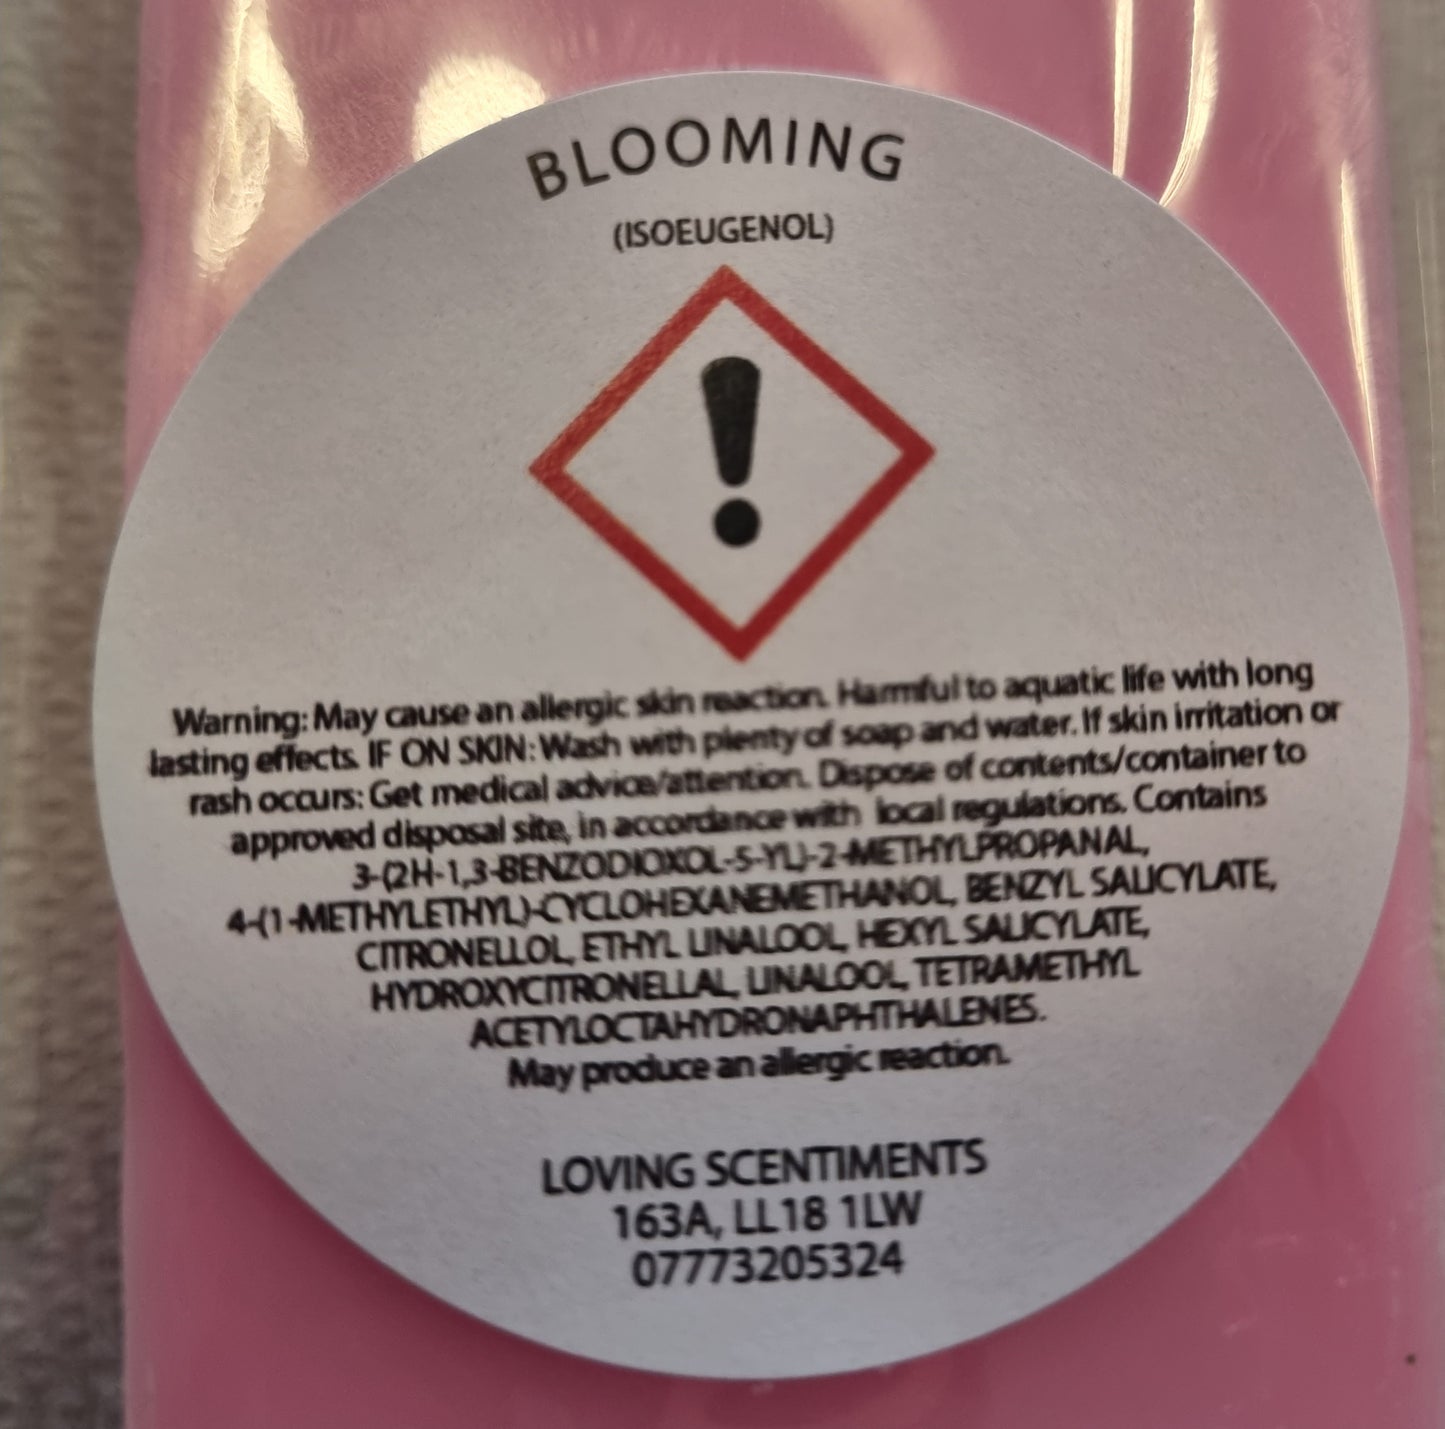 BLOOMING
(ISOEUGENOL)
Warning: May cause an allergic skin reaction. Harmful to aquatic life with long
lasting effects. IF ON SKIN: Wash with plenty of soap and water. If skin irritation or
rash occurs: Get medical advice/attention. Dispose of contents/container to
approved disposal site, in accordance with local regulations. Contains
3-(2H-1,3-BENZODIOXOL-5-YL)-2-METHYLPROPANAL,
4-(1-METHYLETHYL)-CYCLOHEXANEMETHANOL, BENZYL SALICYLATE,
CITRONELLOL, ETHYL LINALOOL, HEXYL SALICYLATE,
HYDROXYCITRONELLAL, LINALOOL, TETRAMETHYL
ACETYLOCTAHYDRONAPHTHALENES.
May produce an allergic reaction.
LOVING SCENTIMENTS
163A, LL18 1LW
07773205324